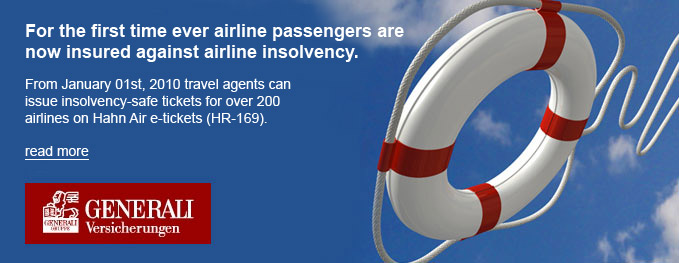 For the first time ever airline passengers are
now insured against airline insolvency.
From January 01st, 2010 travel agents can
issue insolvency-safe tickets for over 200
airlines on Hahn Air e-tickets (HR-169).
read more
GENERALI
GRUPPE
GENERALI
Versicherungen